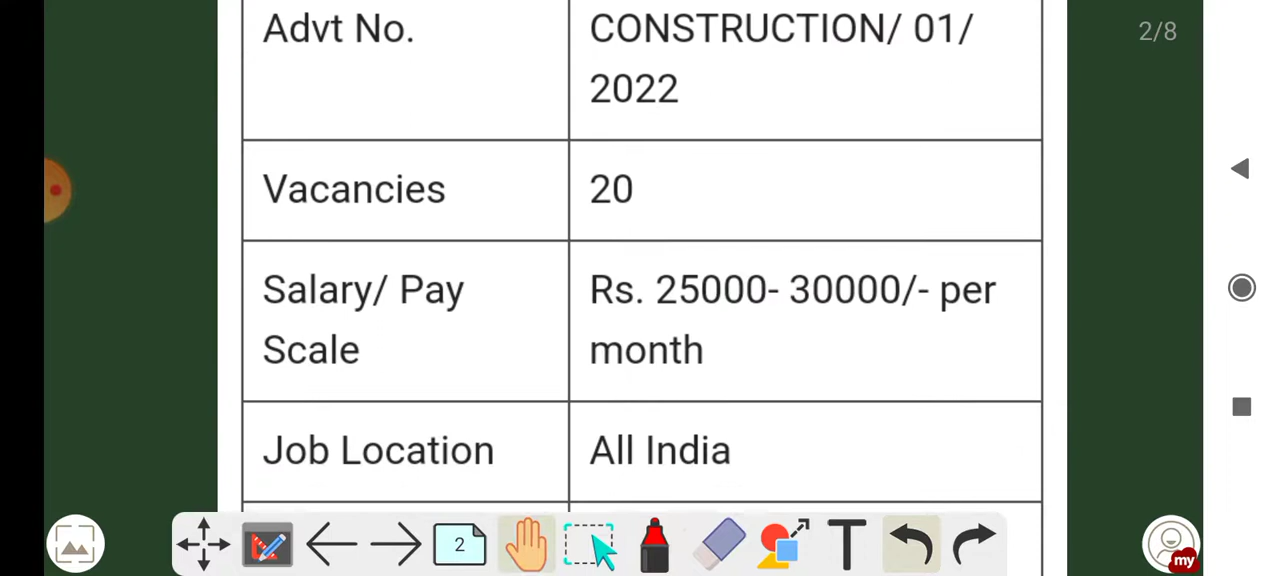 Advt No.
CONSTRUCTION/ 01/
2022
2/8
Vacancies
20
Salary/ Pay
Scale
Rs. 25000- 30000/- per
month
Job Location
All India
2
T
my